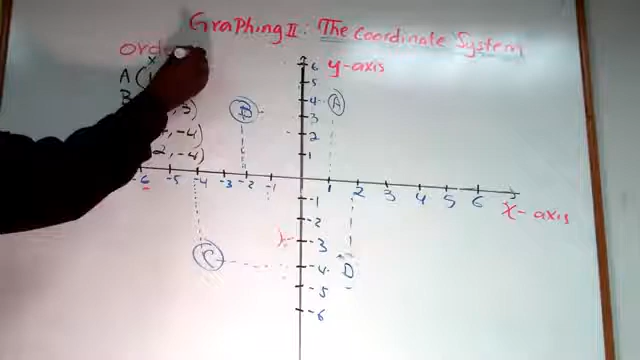 Graphing II: The Coordinate System
y-axis
x
A (1
B , 3)
, -4)
2, -4)
6
5
4 A
3 B
2
1
-6 -5 -4 -3 -2 -1 1 2 3 4 5 6
x-axis
-1
-2
-3
C -4 D
-5
-6